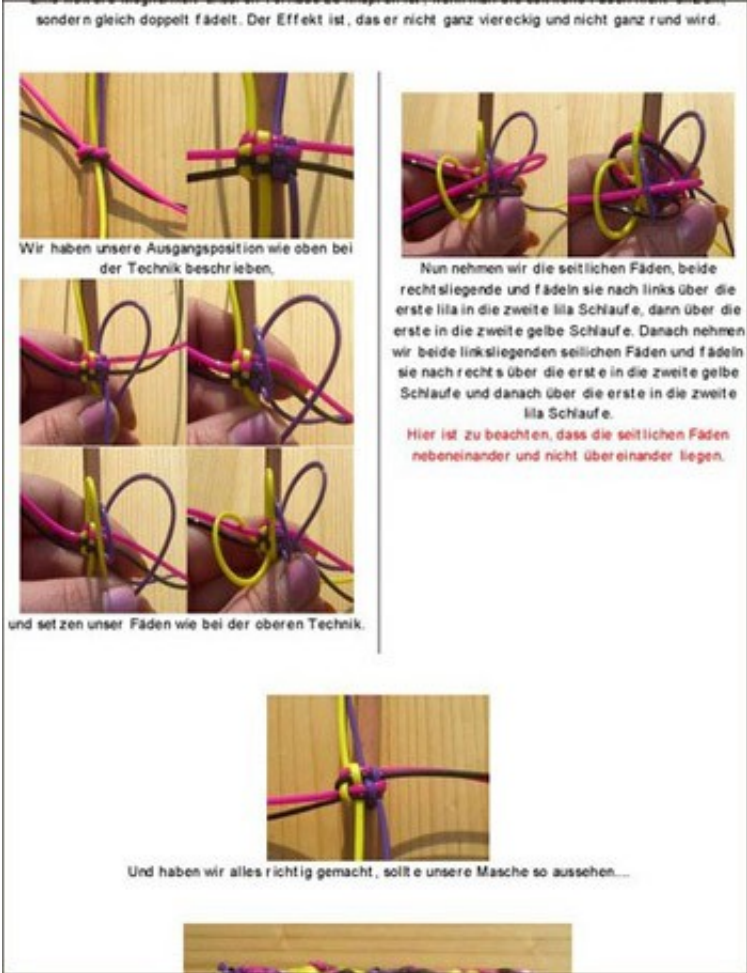 sondern gleich doppelt fädelt. Der Effekt ist, das er nicht ganz viereckig und nicht ganz rund wird.
Wir haben unsere Ausgangsposition wie oben bei
der Technik beschrieben,
und setzen unser Fäden wie bei der oberen Technik.
Nun nehmen wir die seitlichen Fäden, beide
rechtsliegende und fädeln sie nach links über die
erste lila in die zweite lila Schlaufe, dann über die
erste in die zweite gelbe Schlaufe. Danach nehmen
wir beide linksliegenden seilichen Fäden und fädeln
sie nach rechts über die erste in die zweite gelbe
Schlaufe und danach über die erste in die zweite
lila Schlaufe.
Hier ist zu beachten, dass die seitlichen Fäden
nebeneinander und nicht übereinander liegen.
Und haben wir alles richtig gemacht, sollte unsere Masche so aussehen....